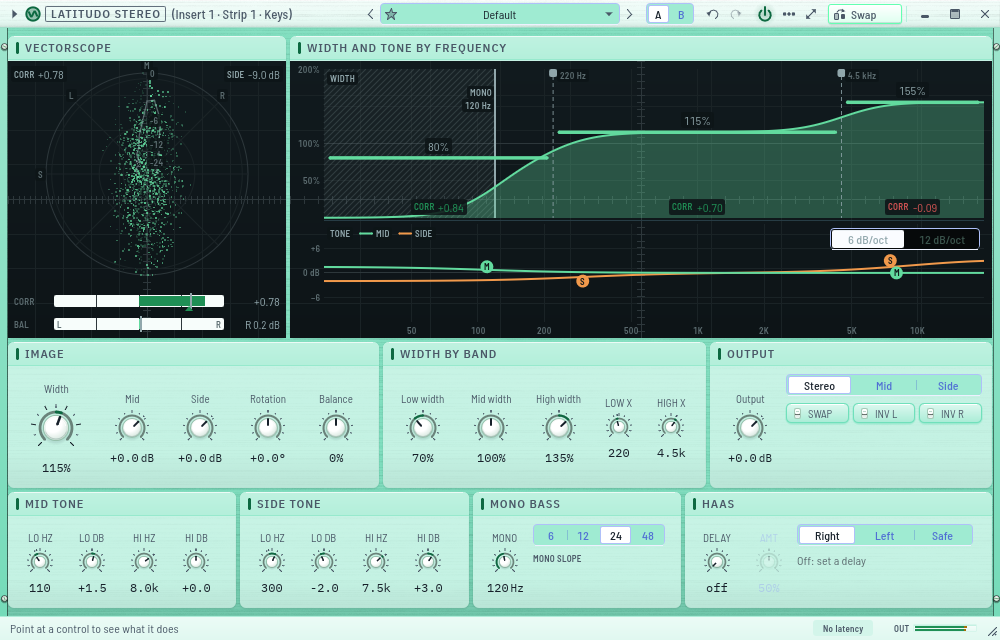 LATITUDO STEREO (Insert 1 · Strip 1 · Keys) Default A B Swap
VECTORSCOPE
CORR +0.78 SIDE -9.0 dB
M
0
L R
-6
-12
-24
S
CORR +0.78
BAL L R R 0.2 dB
WIDTH AND TONE BY FREQUENCY
200% WIDTH 220 Hz 4.5 kHz
MONO
120 Hz
155%
115%
100% 80%
50%
CORR +0.84 CORR +0.70 CORR -0.09
TONE MID SIDE 6 dB/oct 12 dB/oct
+6
M S
0 dB
S M
-6
50 100 200 500 1K 2K 5K 10K
IMAGE
Width Mid Side Rotation Balance
115% +0.0 dB +0.0 dB +0.0° 0%
WIDTH BY BAND
Low width Mid width High width LOW X HIGH X
70% 100% 135% 220 4.5k
OUTPUT
Output Stereo Mid Side
SWAP INV L INV R
+0.0 dB
MID TONE
LO HZ LO DB HI HZ HI DB
110 +1.5 8.0k +0.0
SIDE TONE
LO HZ LO DB HI HZ HI DB
300 -2.0 7.5k +3.0
MONO BASS
MONO 6 12 24 48
MONO SLOPE
120 Hz
HAAS
DELAY AMT Right Left Safe
Off: set a delay
off 50%
Point at a control to see what it does No latency OUT